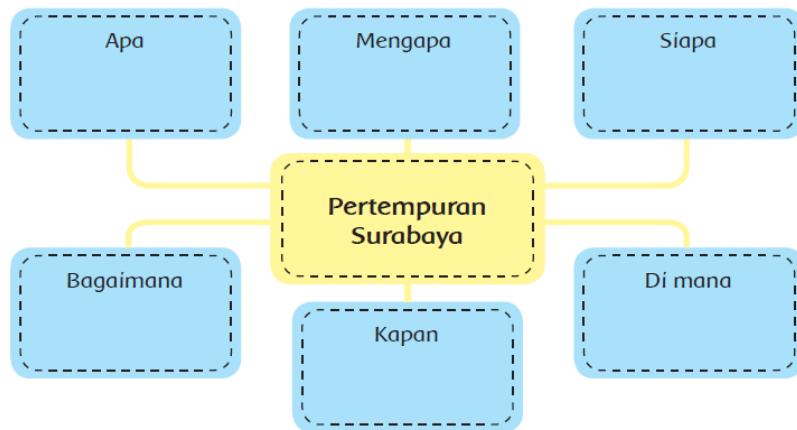 Apa
Mengapa
Siapa
Pertempuran
Surabaya
Bagaimana
Kapan
Di mana